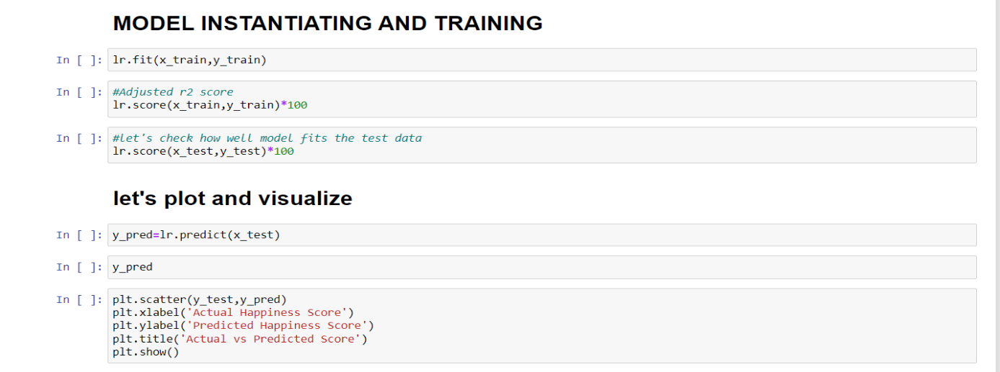 MODEL INSTANTIATING AND TRAINING
In [ ]: lr.fit(x_train,y_train)
In [ ]: #Adjusted r2 score
lr.score(x_train,y_train)*100
In [ ]: #let's check how well model fits the test data
lr.score(x_test,y_test)*100
let's plot and visualize
In [ ]: y_pred=lr.predict(x_test)
In [ ]: y_pred
In [ ]: plt.scatter(y_test,y_pred)
plt.xlabel('Actual Happiness Score')
plt.ylabel('Predicted Happiness Score')
plt.title('Actual vs Predicted Score')
plt.show()